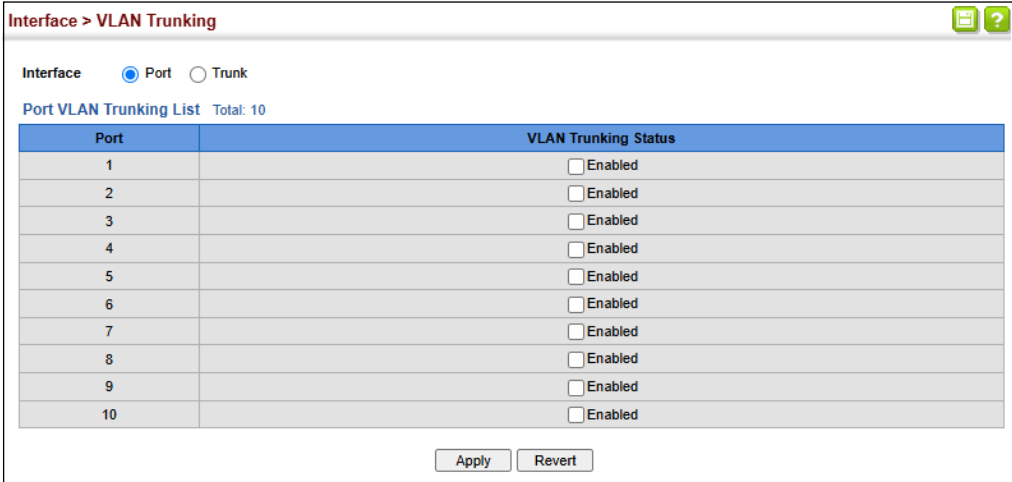 Interface > VLAN Trunking
?
Interface Port Trunk
Port VLAN Trunking List Total: 10
Port VLAN Trunking Status
1 Enabled
2 Enabled
3 Enabled
4 Enabled
5 Enabled
6 Enabled
7 Enabled
8 Enabled
9 Enabled
10 Enabled
Apply Revert